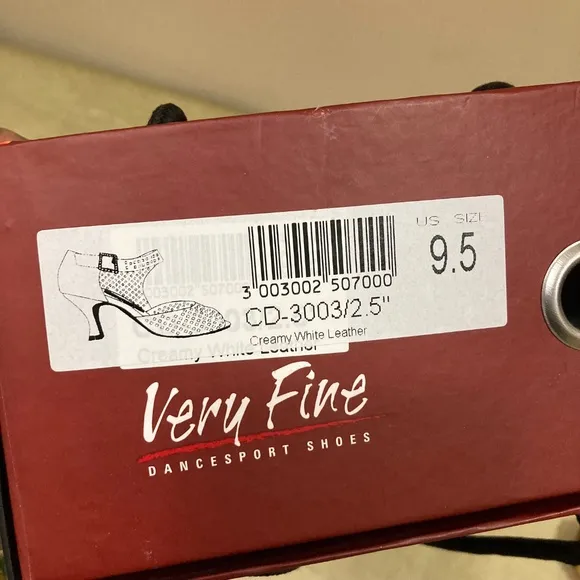 US SIZE
9.5
3 003002 507000
CD-3003/2.5"
Creamy White Leather
Very Fine
DANCESPORT SHOES